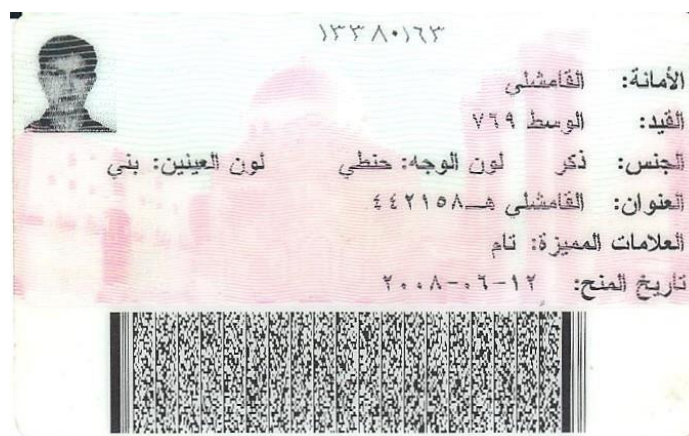 ١٣٣٨٠١٦٣
الأمانة: القامشلي
القيد: الوسط ٧٦٩
الجنس: ذكر لون الوجه: حنطي لون العينين: بني
العنوان: القامشلي هـ٤٤٢١٥٨
العلامات المميزة: تام
تاريخ المنح: ١٢-٠٦-٢٠٠٨